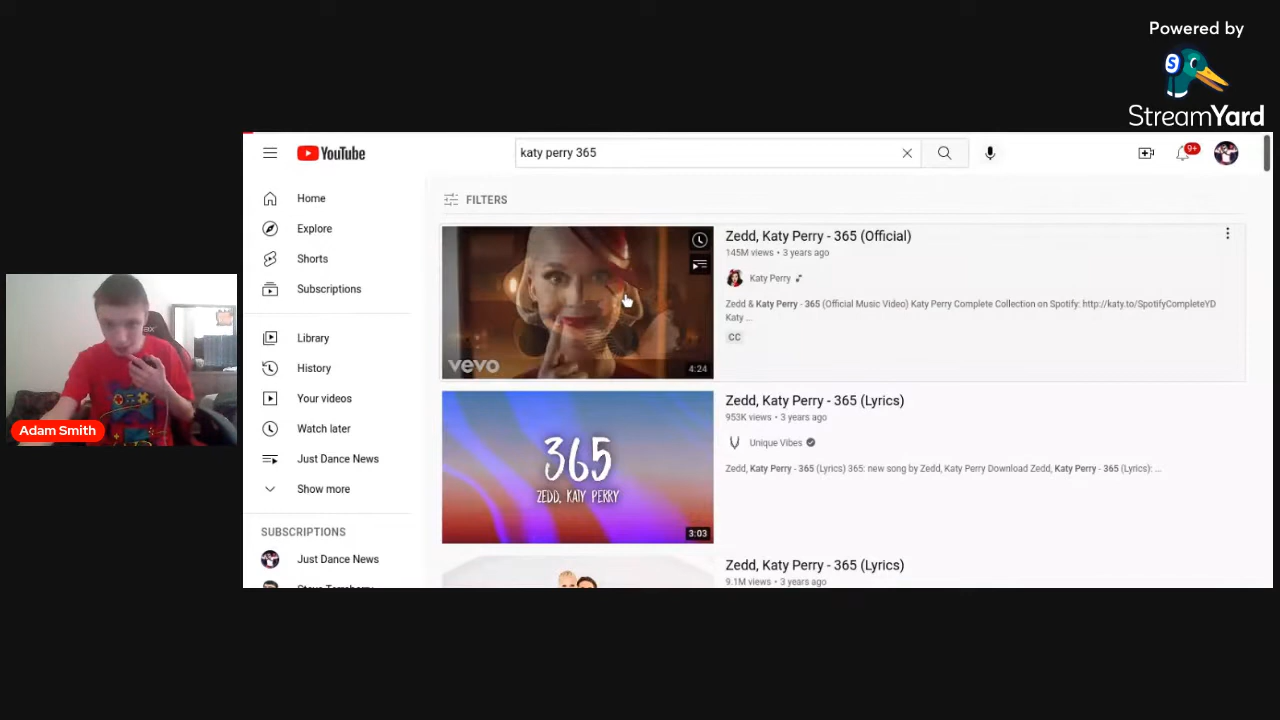 Powered by
S
StreamYard
YouTube
katy perry 365
9+
Home
Explore
Shorts
Subscriptions
Library
History
Your videos
Watch later
Just Dance News
Show more
SUBSCRIPTIONS
Just Dance News
FILTERS
vevo
4:24
Zedd, Katy Perry - 365 (Official)
145M views • 3 years ago
Katy Perry
Zedd & Katy Perry - 365 (Official Music Video) Katy Perry Complete Collection on Spotify: http://katy.to/SpotifyCompleteYD
Katy ...
CC
365
ZEDD, KATY PERRY
3:03
Zedd, Katy Perry - 365 (Lyrics)
953K views • 3 years ago
Unique Vibes
Zedd, Katy Perry - 365 (Lyrics) 365: new song by Zedd, Katy Perry Download Zedd, Katy Perry - 365 (Lyrics): ...
Zedd, Katy Perry - 365 (Lyrics)
9.1M views • 3 years ago
Adam Smith